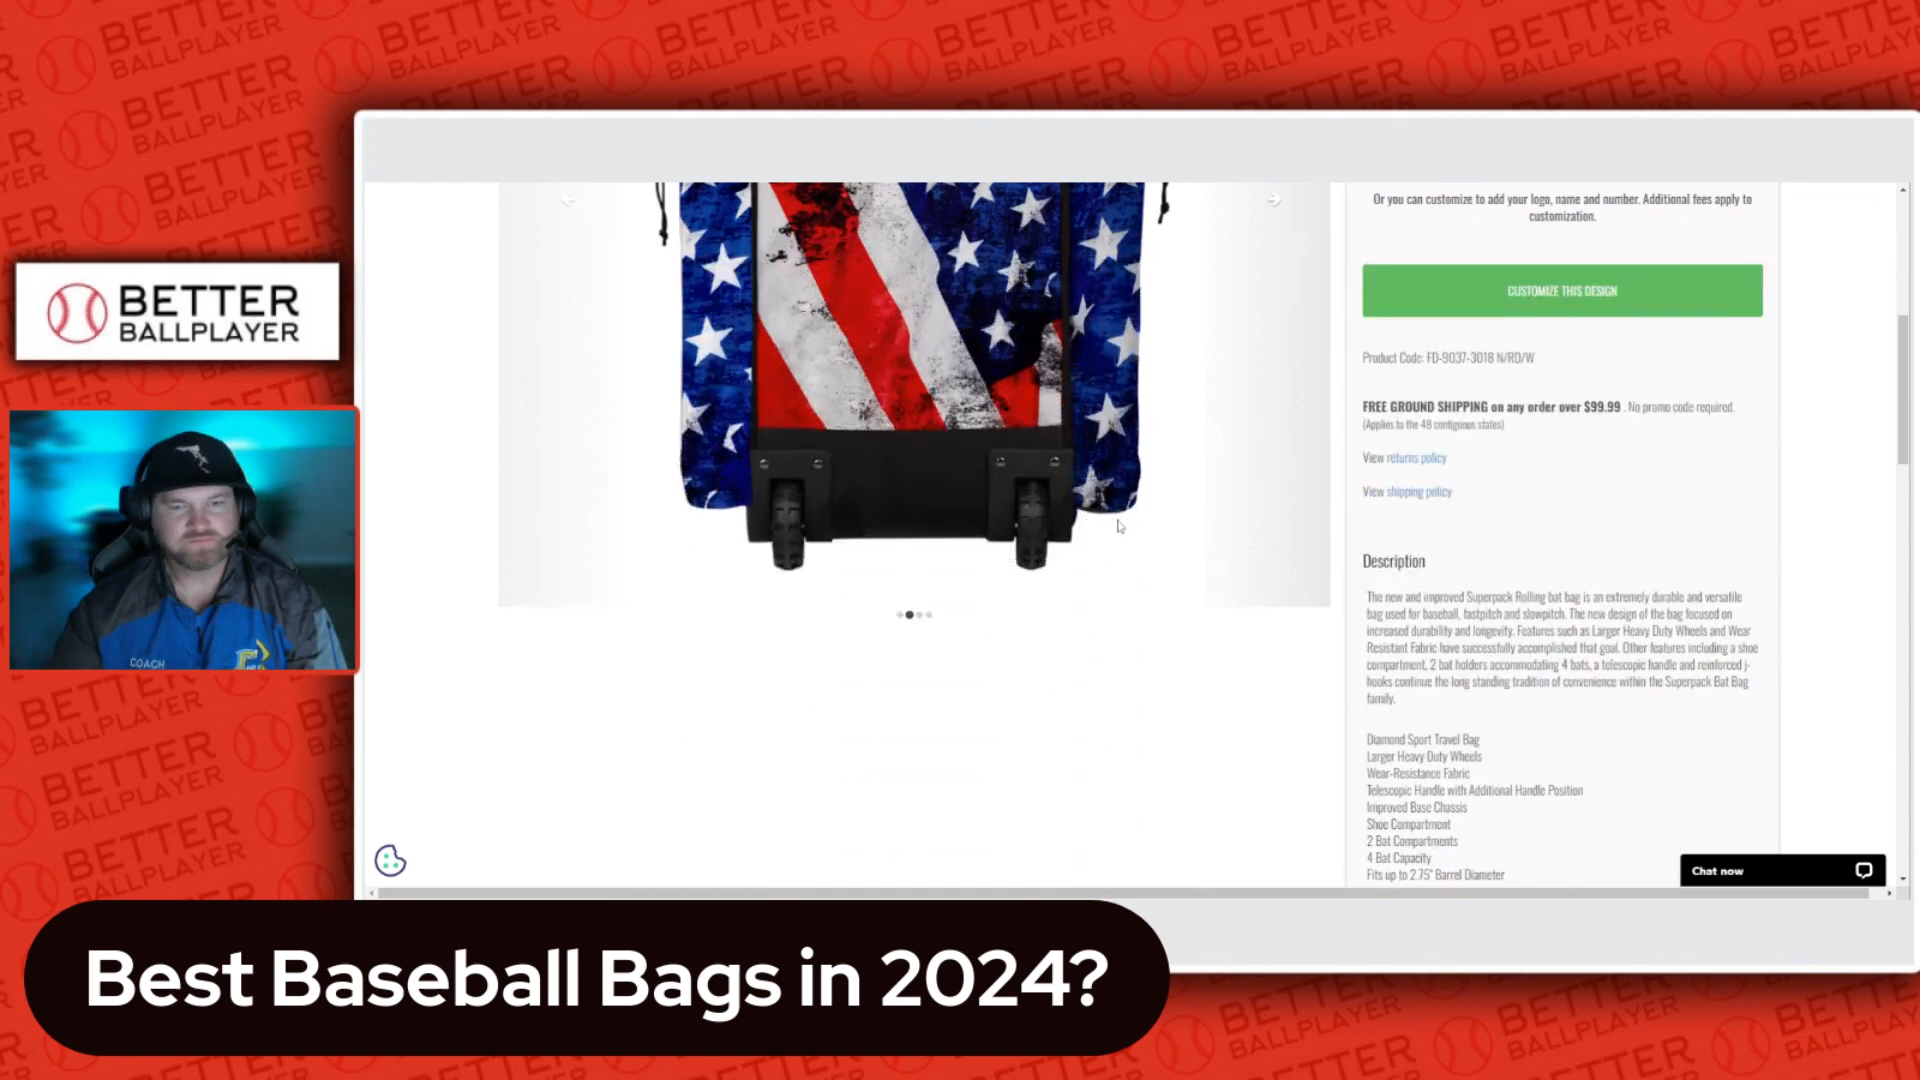 BETTER
BALLPLAYER
COACH
Or you can customize to add your logo, name and number. Additional fees apply to
customization.
CUSTOMIZE THIS DESIGN
Product Code: FD-9037-3018 N/RD/W
FREE GROUND SHIPPING on any order over $99.99 . No promo code required.
(Applies to the 48 contiguous states)
View returns policy
View shipping policy
Description
The new and improved Superpack Rolling bat bag is an extremely durable and versatile
bag used for baseball, fastpitch and slowpitch. The new design of the bag focused on
increased durability and longevity. Features such as Larger Heavy Duty Wheels and Wear
Resistant Fabric have successfully accomplished that goal. Other features including a shoe
compartment, 2 bat holders accommodating 4 bats, a telescopic handle and reinforced j-
hooks continue the long standing tradition of convenience within the Superpack Bat Bag
family.
Diamond Sport Travel Bag
Larger Heavy Duty Wheels
Wear-Resistance Fabric
Telescopic Handle with Additional Handle Position
Improved Base Chassis
Shoe Compartment
2 Bat Compartments
4 Bat Capacity
Fits up to 2.75" Barrel Diameter
Chat now
Best Baseball Bags in 2024?